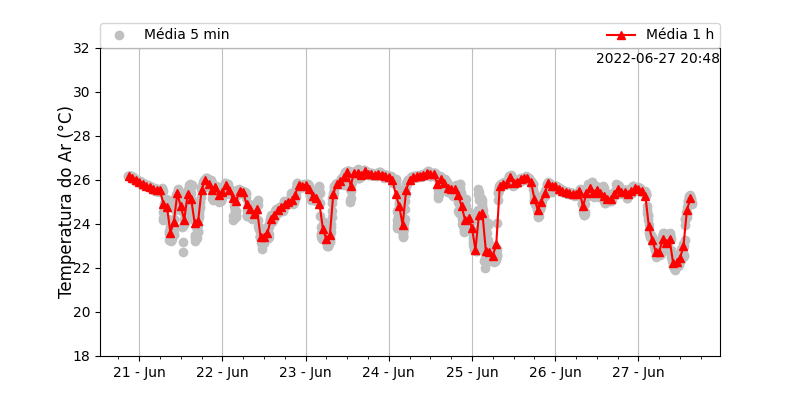 Média 5 min
Média 1 h
2022-06-27 20:48
Temperatura do Ar (°C)
32
30
28
26
24
22
20
18
21 - Jun
22 - Jun
23 - Jun
24 - Jun
25 - Jun
26 - Jun
27 - Jun